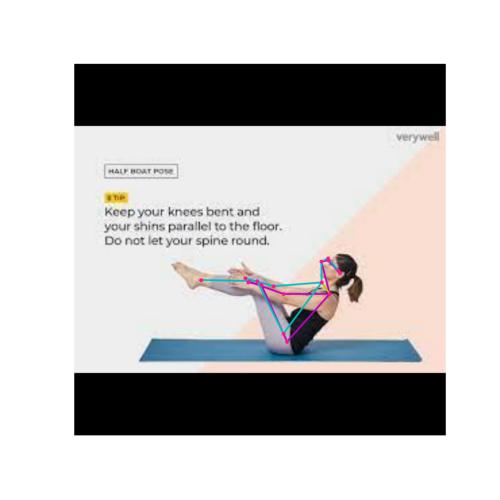 verywell
HALF BOAT POSE
TIP
Keep your knees bent and
your shins parallel to the floor.
Do not let your spine round.